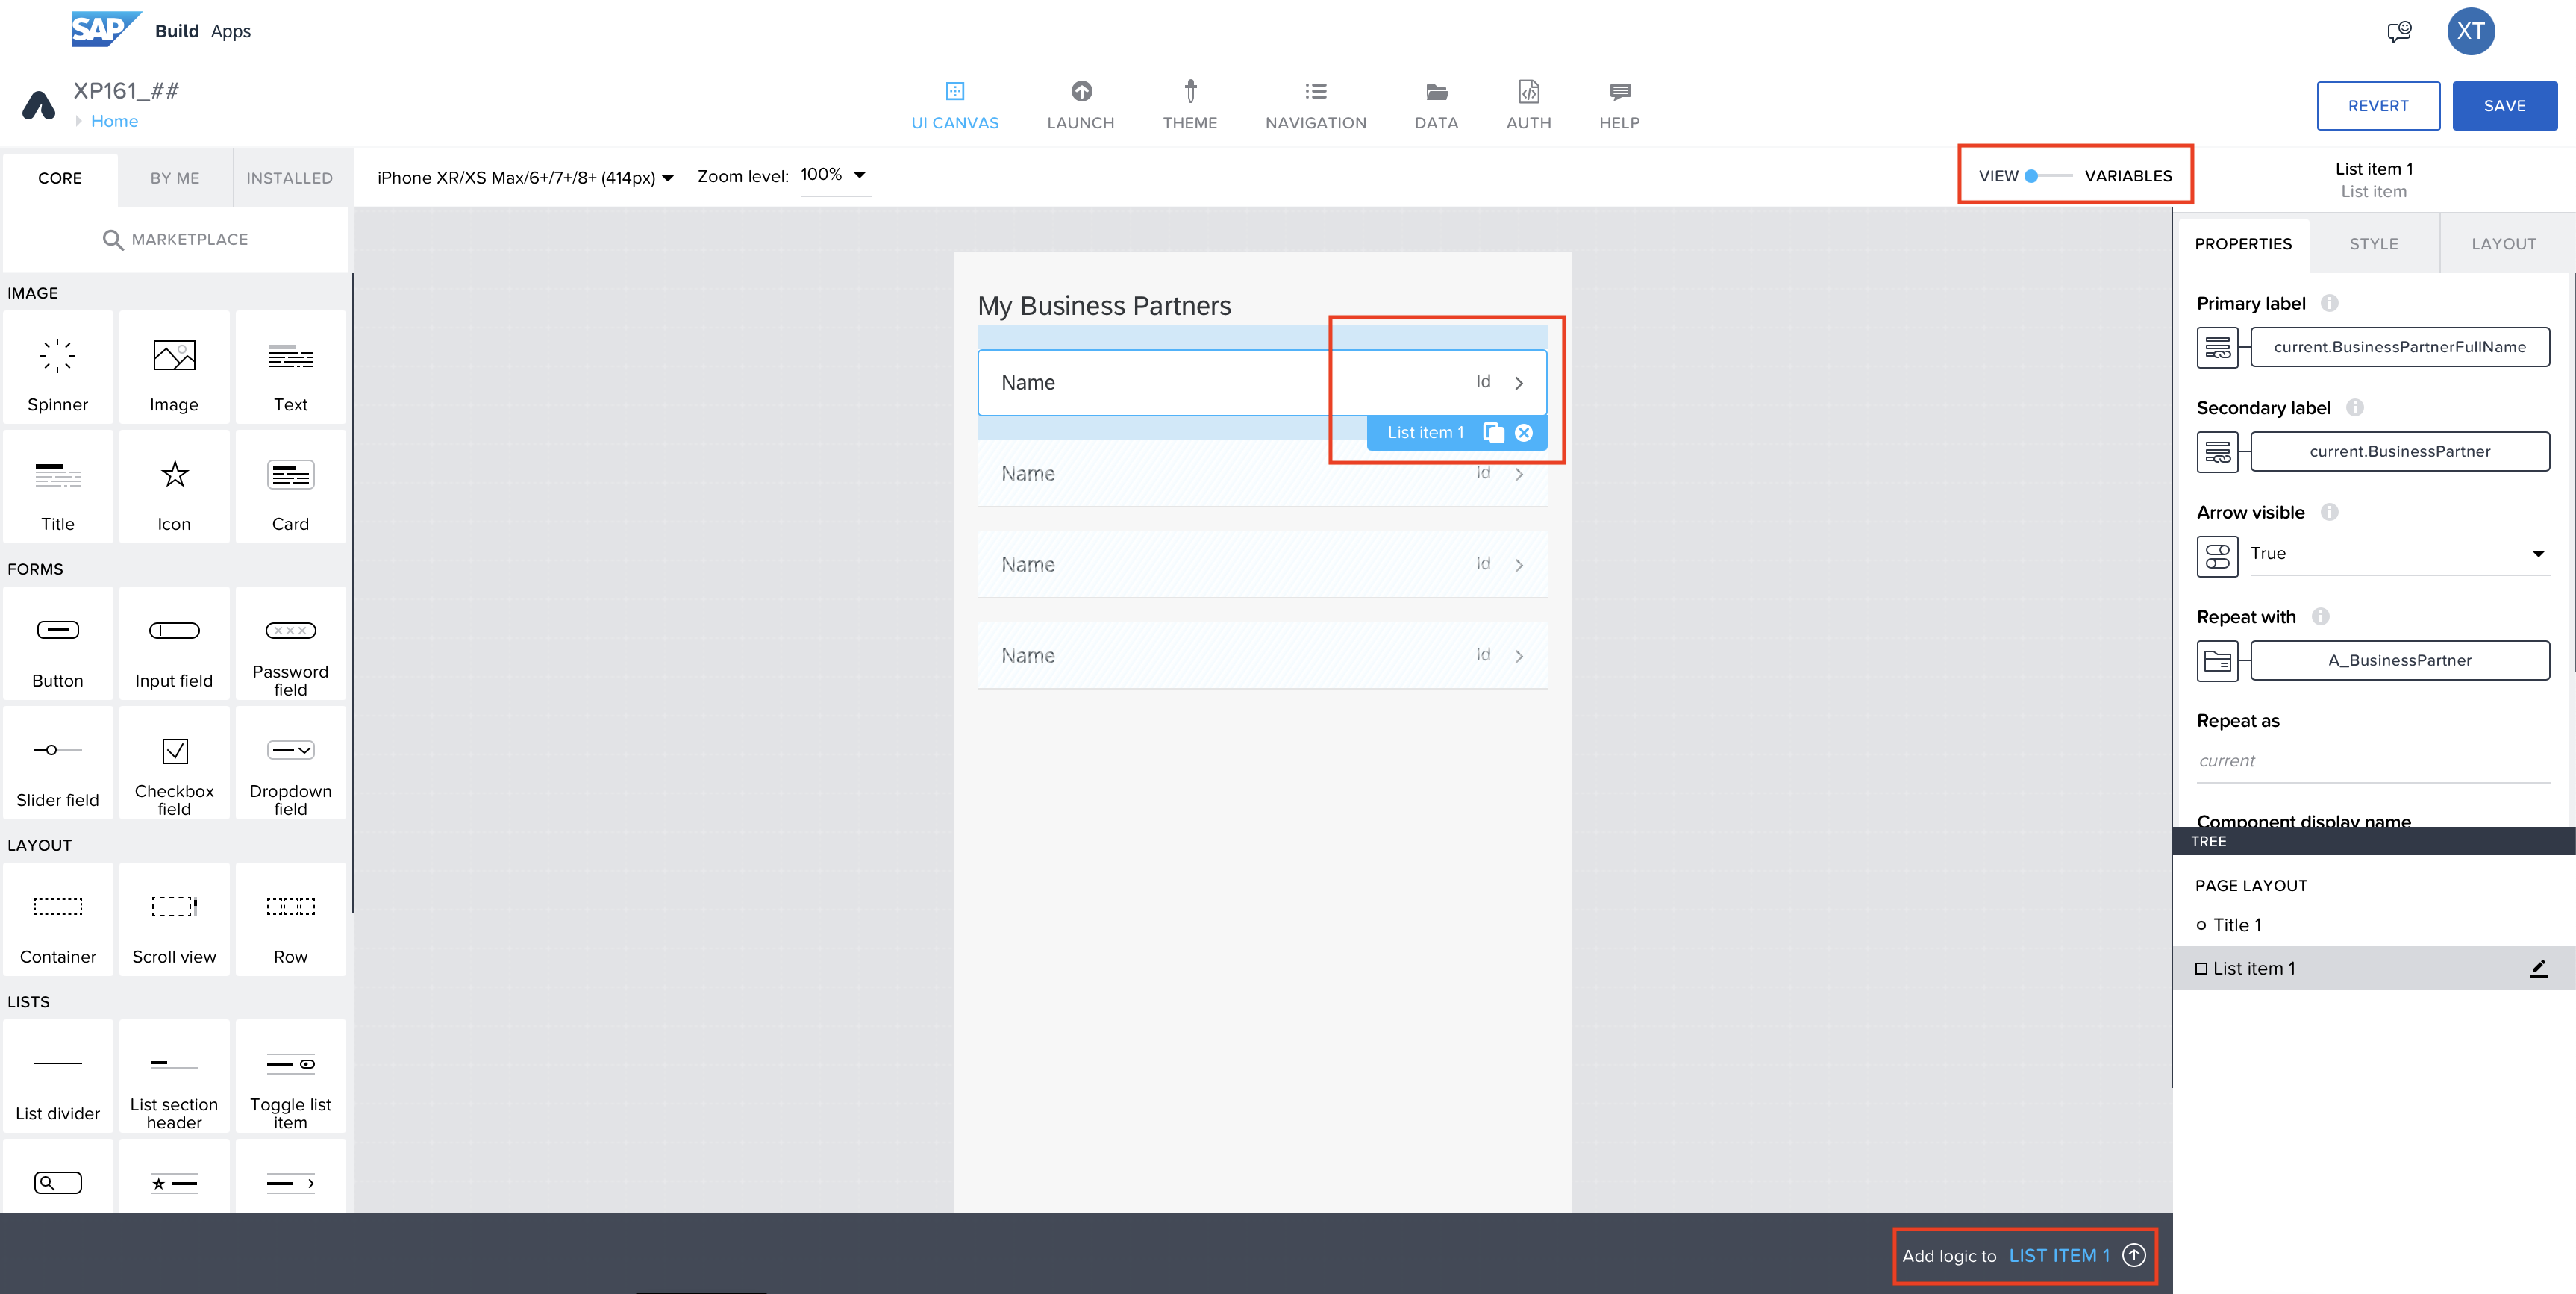 SAP Build Apps
XT
XP161_##
Home
UI CANVAS LAUNCH THEME NAVIGATION DATA AUTH HELP
REVERT SAVE
CORE BY ME INSTALLED
iPhone XR/XS Max/6+/7+/8+ (414px) Zoom level: 100%
VIEW VARIABLES
List item 1
List item
MARKETPLACE
IMAGE
Spinner Image Text
Title Icon Card
FORMS
Button Input field Password field
Slider field Checkbox field Dropdown field
LAYOUT
Container Scroll view Row
LISTS
List divider List section header Toggle list item
My Business Partners
Name Id
List item 1
Name Id
Name Id
Name Id
PROPERTIES STYLE LAYOUT
Primary label
current.BusinessPartnerFullName
Secondary label
current.BusinessPartner
Arrow visible
True
Repeat with
A_BusinessPartner
Repeat as
current
Component display name
TREE
PAGE LAYOUT
Title 1
List item 1
Add logic to LIST ITEM 1